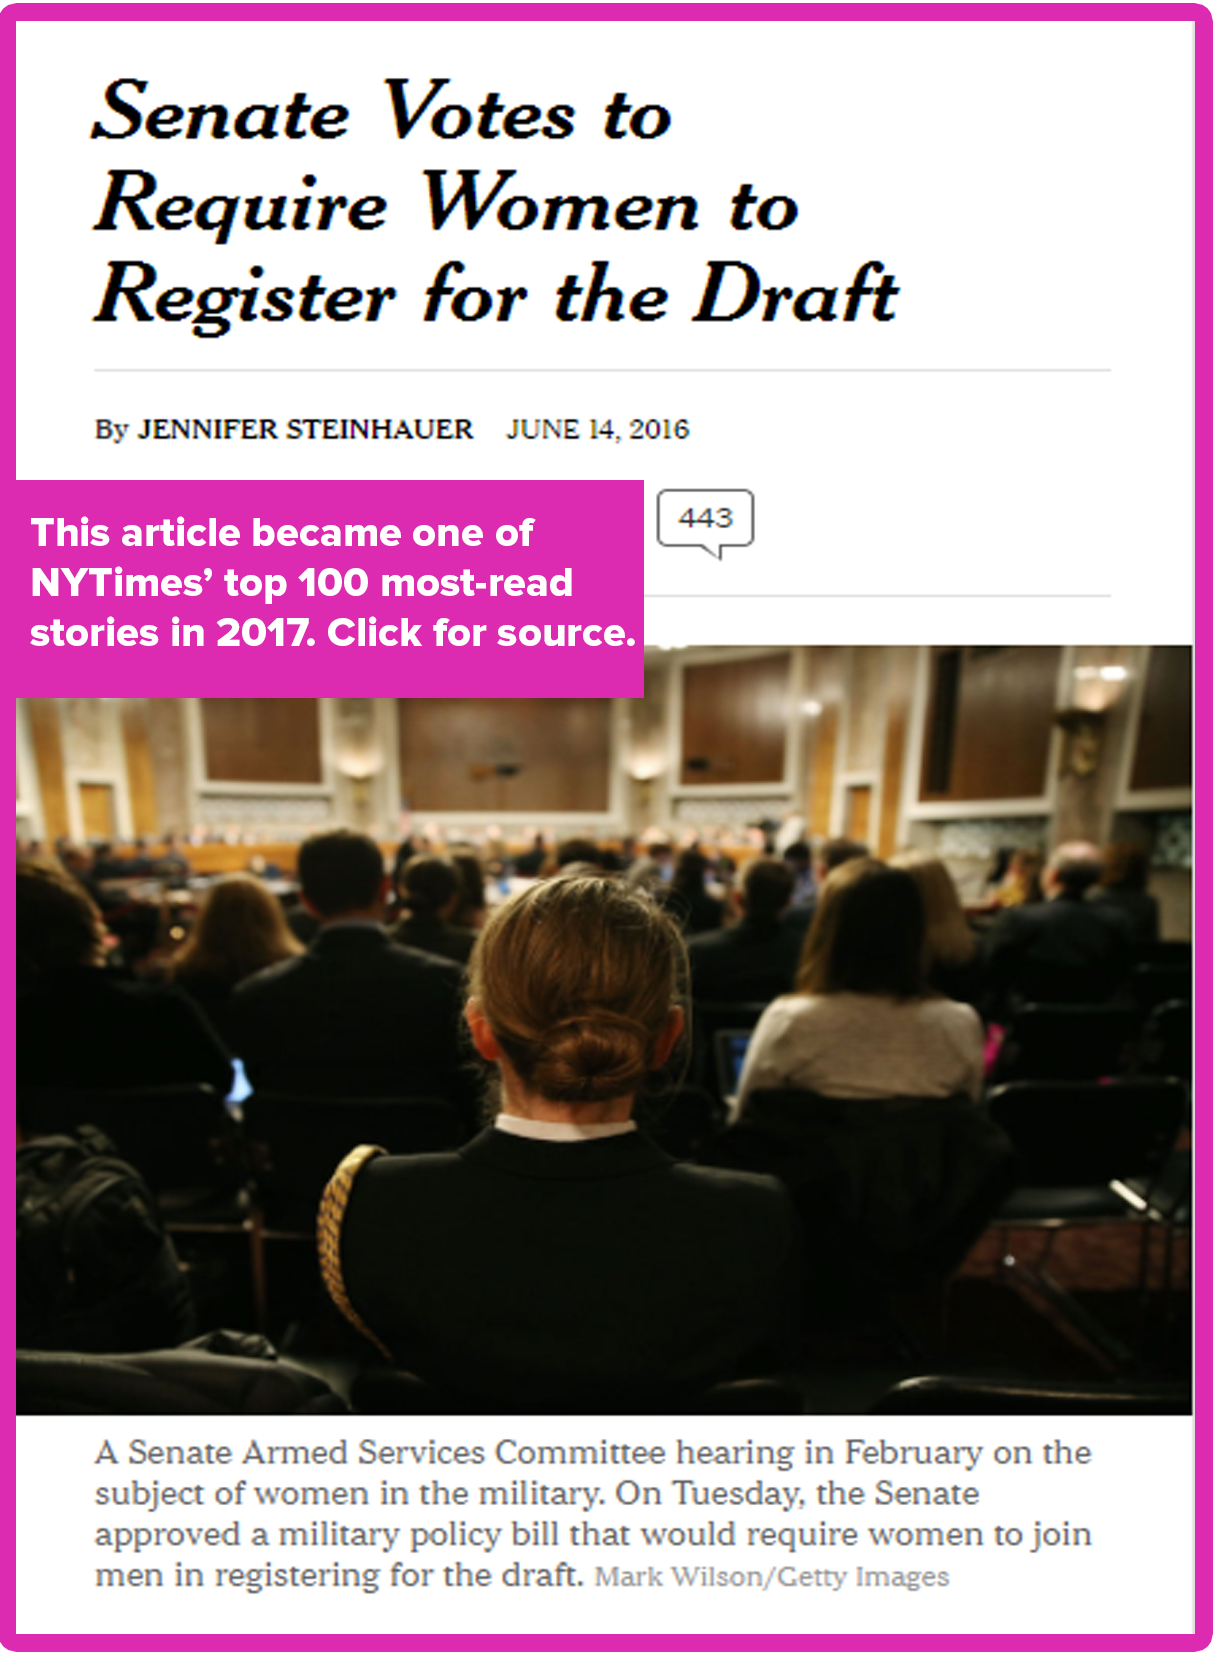 Senate Votes to
Require Women to
Register for the Draft
By JENNIFER STEINHAUER JUNE 14, 2016
443
This article became one of
NYTimes’ top 100 most-read
stories in 2017. Click for source.
A Senate Armed Services Committee hearing in February on the
subject of women in the military. On Tuesday, the Senate
approved a military policy bill that would require women to join
men in registering for the draft. Mark Wilson/Getty Images